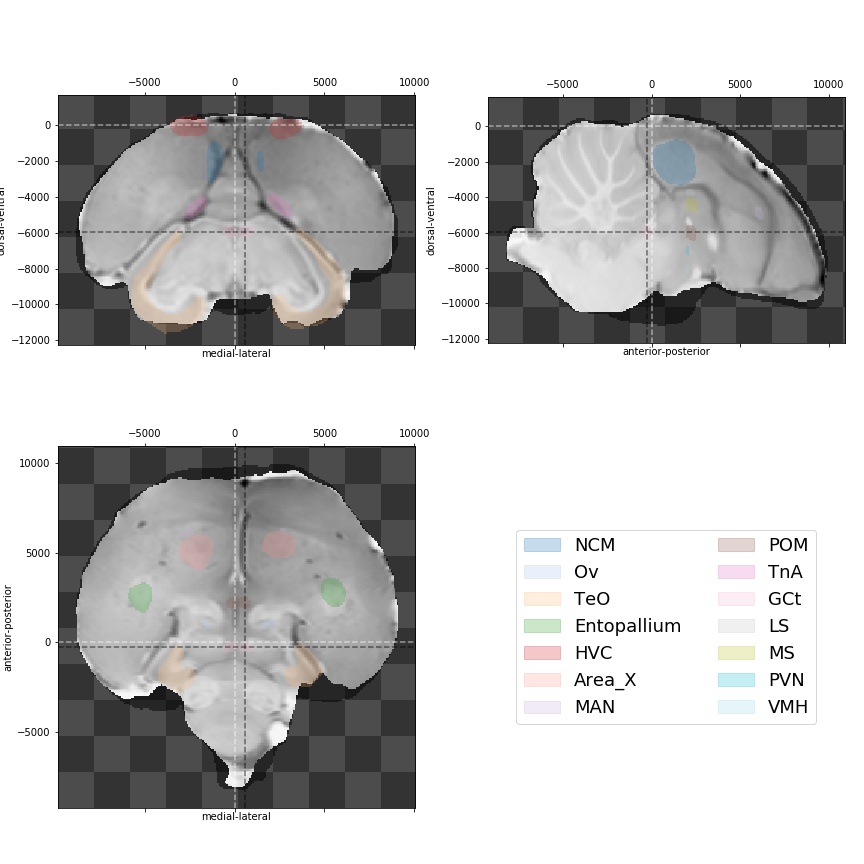 −5000 0 5000 10000
0
−2000
−4000
−6000
−8000
−10000
−12000
dorsal-ventral
medial-lateral
−5000 0 5000 10000
0
−2000
−4000
−6000
−8000
−10000
−12000
dorsal-ventral
anterior-posterior
−5000 0 5000 10000
10000
5000
0
−5000
anterior-posterior
medial-lateral
NCM
Ov
TeO
Entopallium
HVC
Area_X
MAN
POM
TnA
GCt
LS
MS
PVN
VMH